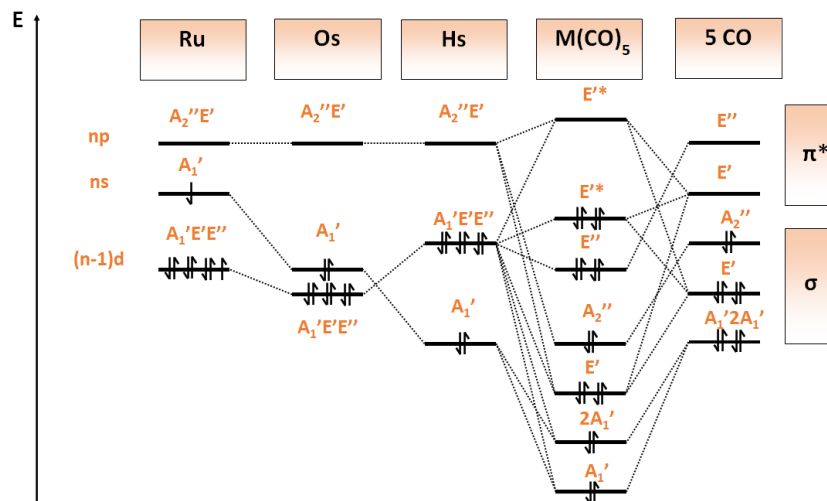 E
Ru Os Hs M(CO)₅ 5 CO
E'*
A₂''E' A₂''E' A₂''E' E''
np
π*
A₁' E'* E'
ns
A₁'E'E'' A₁' A₁'E'E'' E'' A₂''
(n-1)d
σ
A₁'E'E'' A₁' A₂'' E'
A₁'2A₁'
E'
2A₁'
A₁'